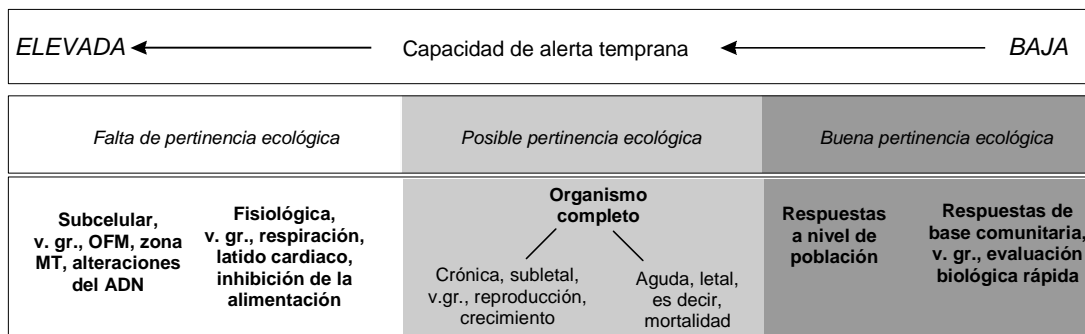 ELEVADA Capacidad de alerta temprana BAJA
Falta de pertinencia ecológica Posible pertinencia ecológica Buena pertinencia ecológica
Subcelular,
v. gr., OFM, zona
MT, alteraciones
del ADN
Fisiológica,
v. gr., respiración,
latido cardiaco,
inhibición de la
alimentación
Organismo
completo
Crónica, subletal,
v.gr., reproducción,
crecimiento
Aguda, letal,
es decir,
mortalidad
Respuestas
a nivel de
población
Respuestas de
base comunitaria,
v. gr., evaluación
biológica rápida